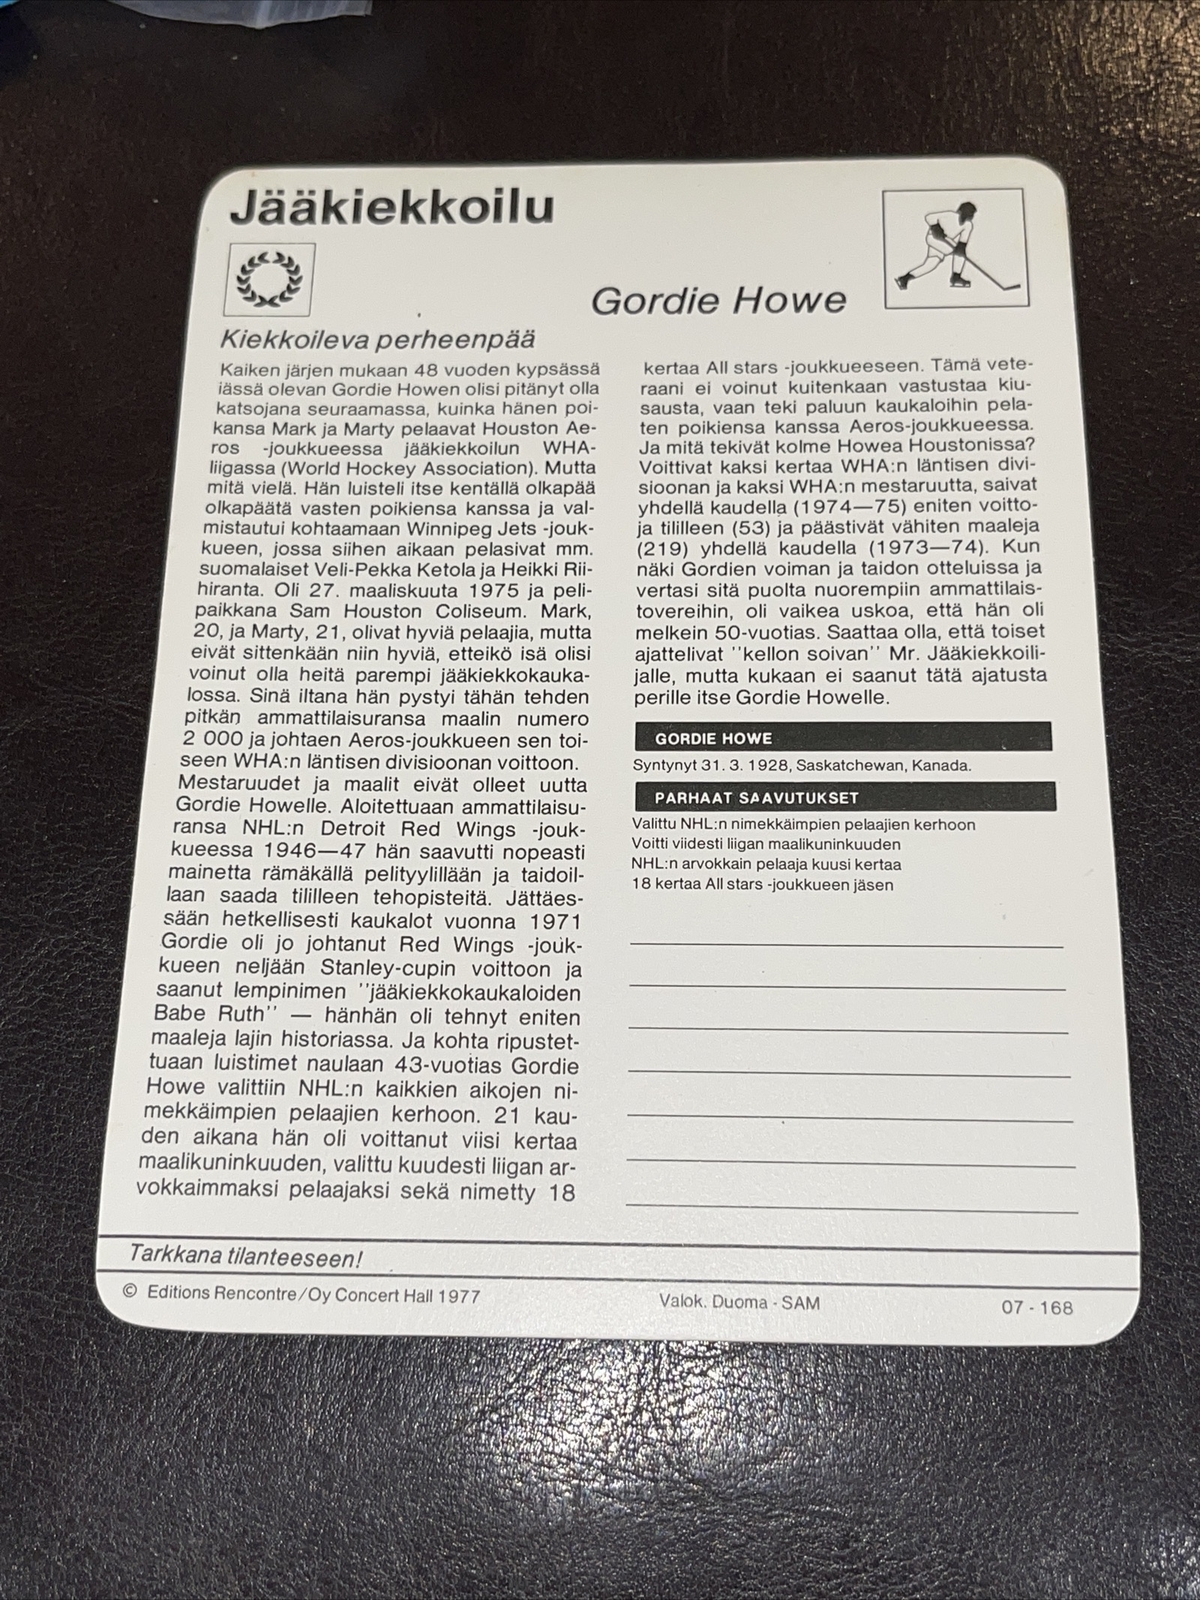 Jääkiekkoilu
Gordie Howe
Kiekkoileva perheenpää
Kaiken järjen mukaan 48 vuoden kypsässä
iässä olevan Gordie Howen olisi pitänyt olla
katsojana seuraamassa, kuinka hänen poi-
kansa Mark ja Marty pelaavat Houston Ae-
ros -joukkueessa jääkiekkoilun WHA-
liigassa (World Hockey Association). Mutta
mitä vielä. Hän luisteli itse kentällä olkapää
olkapäätä vasten poikiensa kanssa ja val-
mistautui kohtaamaan Winnipeg Jets -jouk-
kueen, jossa siihen aikaan pelasivat mm.
suomalaiset Veli-Pekka Ketola ja Heikki Rii-
hiranta. Oli 27. maaliskuuta 1975 ja peli-
paikkana Sam Houston Coliseum. Mark,
20, ja Marty, 21, olivat hyviä pelaajia, mutta
eivät sittenkään niin hyviä, etteikö isä olisi
voinut olla heitä parempi jääkiekkokauka-
lossa. Sinä iltana hän pystyi tähän tehden
pitkän ammattilaisuransa maalin numero
2 000 ja johtaen Aeros-joukkueen sen toi-
seen WHA:n läntisen divisioonan voittoon.
Mestaruudet ja maalit eivät olleet uutta
Gordie Howelle. Aloitettuaan ammattilaisu-
ransa NHL:n Detroit Red Wings -jouk-
kueessa 1946—47 hän saavutti nopeasti
mainetta rämäkällä pelityylillään ja taidoil-
laan saada tililleen tehopisteitä. Jättäes-
sään hetkellisesti kaukalot vuonna 1971
Gordie oli jo johtanut Red Wings -jouk-
kueen neljään Stanley-cupin voittoon ja
saanut lempinimen ''jääkiekkokaukaloiden
Babe Ruth'' — hänhän oli tehnyt eniten
maaleja lajin historiassa. Ja kohta ripustet-
tuaan luistimet naulaan 43-vuotias Gordie
Howe valittiin NHL:n kaikkien aikojen ni-
mekkäimpien pelaajien kerhoon. 21 kau-
den aikana hän oli voittanut viisi kertaa
maalikuninkuuden, valittu kuudesti liigan ar-
vokkaimmaksi pelaajaksi sekä nimetty 18
kertaa All stars -joukkueeseen. Tämä vete-
raani ei voinut kuitenkaan vastustaa kiu-
sausta, vaan teki paluun kaukaloihin pela-
ten poikiensa kanssa Aeros-joukkueessa.
Ja mitä tekivät kolme Howea Houstonissa?
Voittivat kaksi kertaa WHA:n läntisen divi-
sioonan ja kaksi WHA:n mestaruutta, saivat
yhdellä kaudella (1974—75) eniten voitto-
ja tililleen (53) ja päästivät vähiten maaleja
(219) yhdellä kaudella (1973—74). Kun
näki Gordien voiman ja taidon otteluissa ja
vertasi sitä puolta nuorempiin ammattilais-
tovereihin, oli vaikea uskoa, että hän oli
melkein 50-vuotias. Saattaa olla, että toiset
ajattelivat ''kellon soivan'' Mr. Jääkiekkoili-
jalle, mutta kukaan ei saanut tätä ajatusta
perille itse Gordie Howelle.
GORDIE HOWE
Syntynyt 31. 3. 1928, Saskatchewan, Kanada.
PARHAAT SAAVUTUKSET
Valittu NHL:n nimekkäimpien pelaajien kerhoon
Voitti viidesti liigan maalikuninkuuden
NHL:n arvokkain pelaaja kuusi kertaa
18 kertaa All stars -joukkueen jäsen
Tarkkana tilanteeseen!
© Editions Rencontre/Oy Concert Hall 1977
Valok. Duoma - SAM
07 - 168